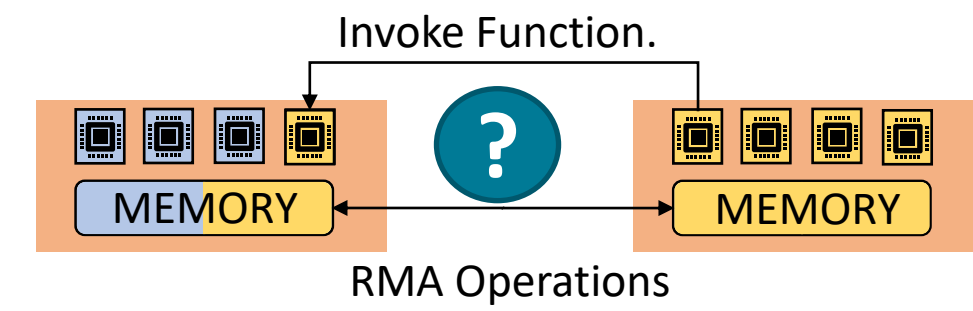 Invoke Function.
?
MEMORY
MEMORY
RMA Operations